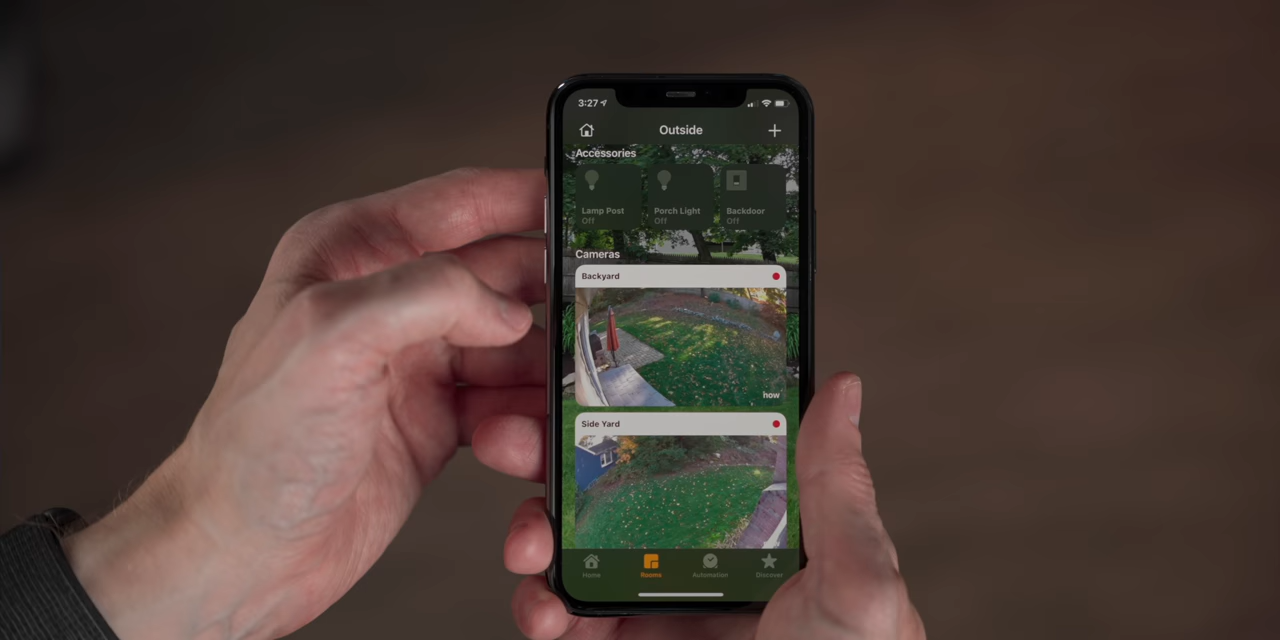 3:27
Outside
Accessories
Lamp Post
Off
Porch Light
Off
Backdoor
Off
Cameras
Backyard
now
Side Yard
Home
Rooms
Automation
Discover